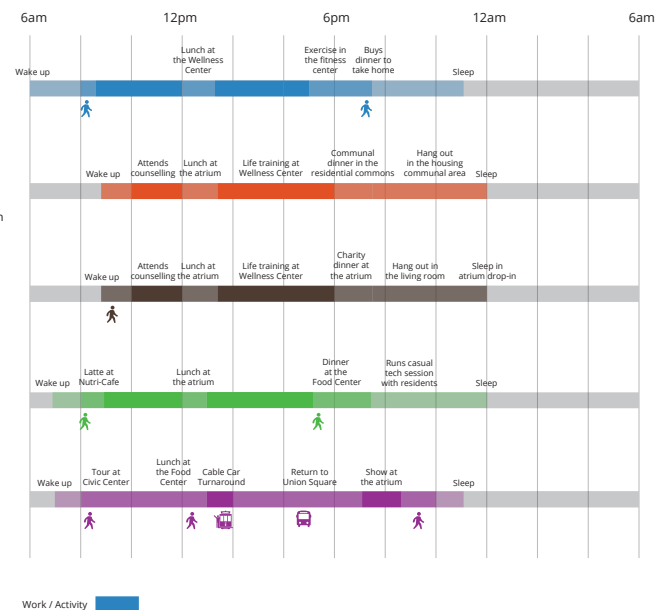 6am 12pm 6pm 12am 6am
Wake up
Lunch at
the Wellness
Center
Exercise in
the fitness
center
Buys
dinner to
take home
Sleep
Wake up
Attends
counselling
Lunch at
the atrium
Life training at
Wellness Center
Communal
dinner in the
residential commons
Hang out
in the housing
communal area
Sleep
n
Wake up
Attends
counselling
Lunch at
the atrium
Life training at
Wellness Center
Charity
dinner at
the atrium
Hang out in
the living room
Sleep in
atrium drop-in
Wake up
Latte at
Nutri-Cafe
Lunch at
the atrium
Dinner
at the
Food Center
Runs casual
tech session
with residents
Sleep
Wake up
Tour at
Civic Center
Lunch at
the Food
Center
Cable Car
Turnaround
Return to
Union Square
Show at
the atrium
Sleep
Work / Activity